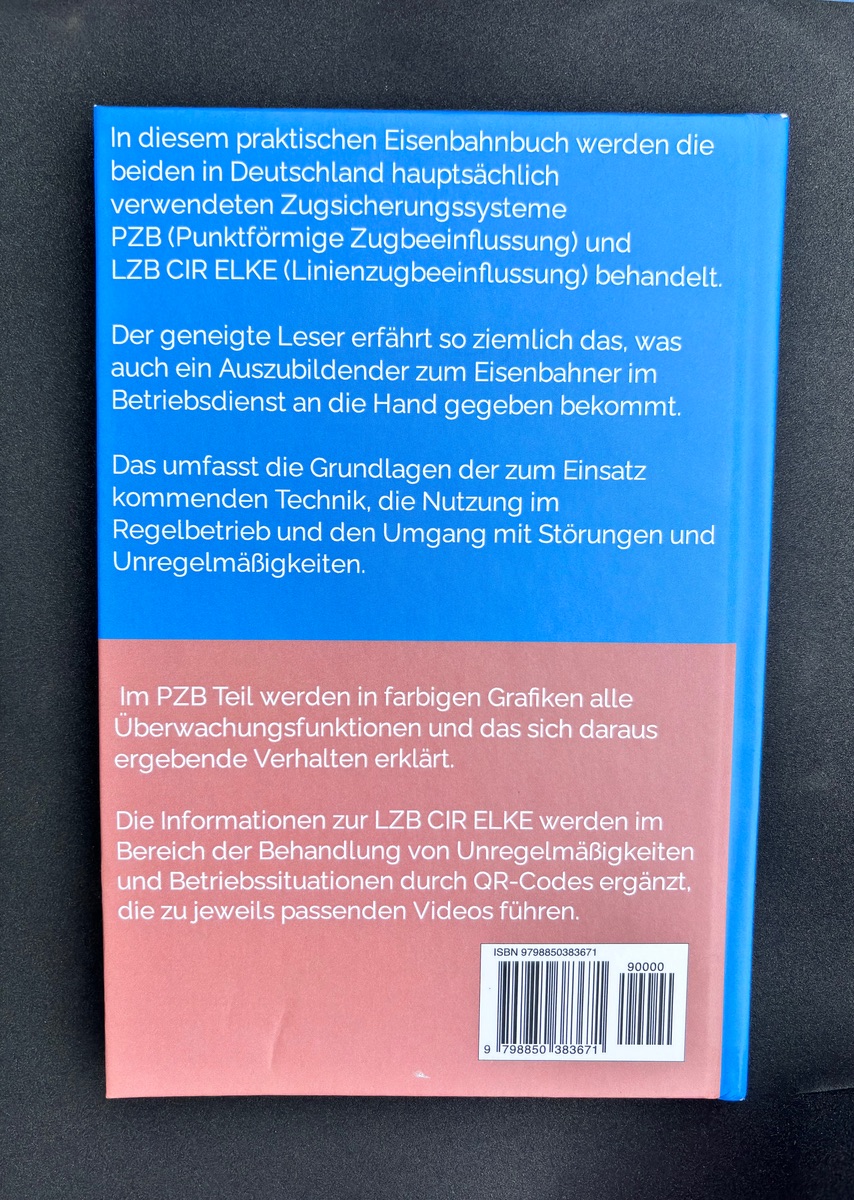 In diesem praktischen Eisenbahnbuch werden die
beiden in Deutschland hauptsächlich
verwendeten Zugsicherungssysteme
PZB (Punktförmige Zugbeeinflussung) und
LZB CIR ELKE (Linienzugbeeinflussung) behandelt.
Der geneigte Leser erfährt so ziemlich das, was
auch ein Auszubildender zum Eisenbahner im
Betriebsdienst an die Hand gegeben bekommt.
Das umfasst die Grundlagen der zum Einsatz
kommenden Technik, die Nutzung im
Regelbetrieb und den Umgang mit Störungen und
Unregelmäßigkeiten.
Im PZB Teil werden in farbigen Grafiken alle
Überwachungsfunktionen und das sich daraus
ergebende Verhalten erklärt.
Die Informationen zur LZB CIR ELKE werden im
Bereich der Behandlung von Unregelmäßigkeiten
und Betriebssituationen durch QR-Codes ergänzt,
die zu jeweils passenden Videos führen.
ISBN 9798850383671
90000
9 798850 383671